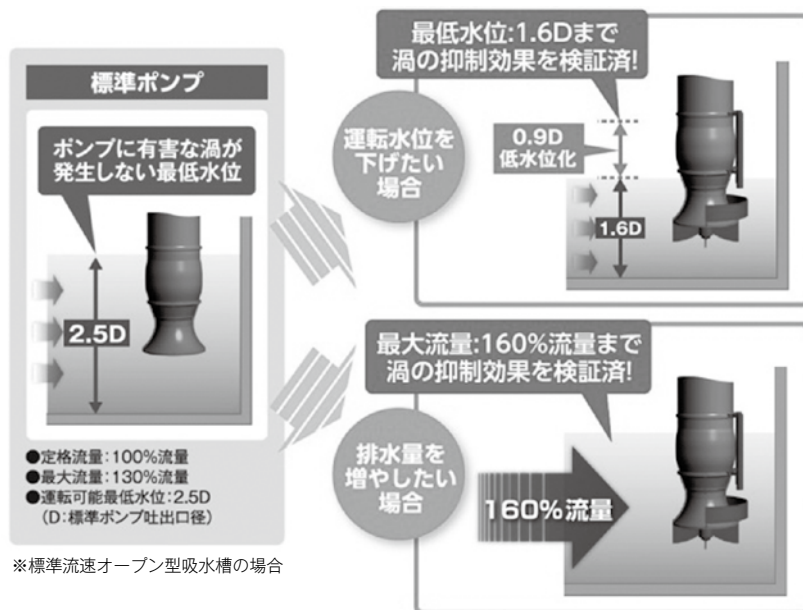 標準ポンプ
ポンプに有害な渦が
発生しない最低水位
2.5D
●定格流量:100%流量
●最大流量:130%流量
●運転可能最低水位:2.5D
(D:標準ポンプ吐出口径)
※標準流速オープン型吸水槽の場合
最低水位:1.6Dまで
渦の抑制効果を検証済!
運転水位を
下げたい
場合
0.9D
低水位化
1.6D
最大流量:160%流量まで
渦の抑制効果を検証済!
排水量を
増やしたい
場合
160%流量